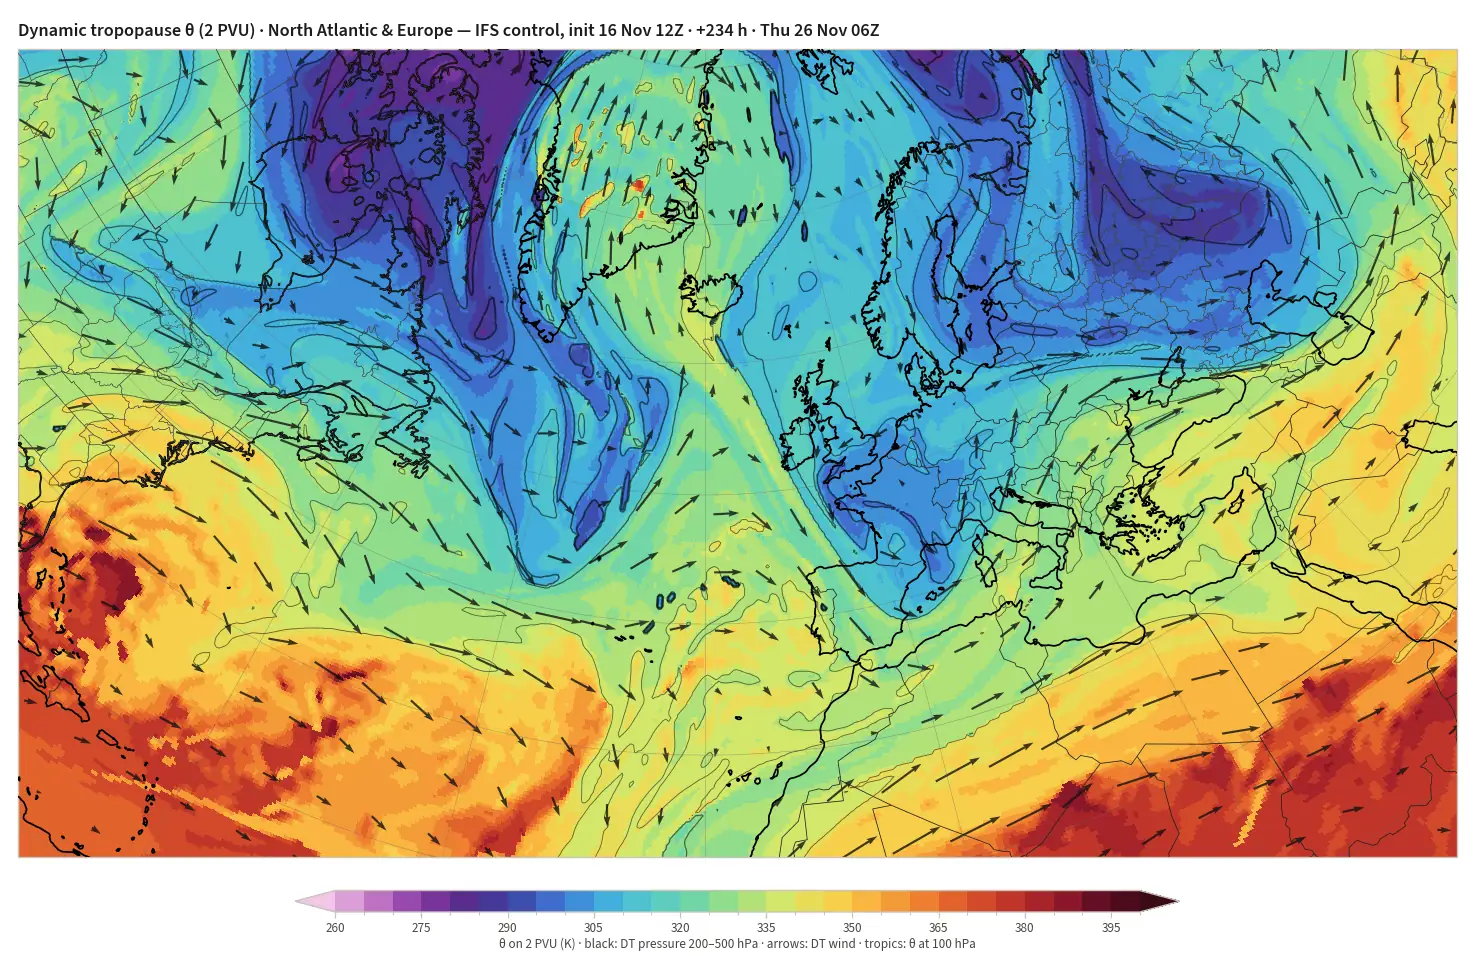 Dynamic tropopause θ (2 PVU) · North Atlantic & Europe — IFS control, init 16 Nov 12Z · +234 h · Thu 26 Nov 06Z
260 275 290 305 320 335 350 365 380 395
θ on 2 PVU (K) · black: DT pressure 200–500 hPa · arrows: DT wind · tropics: θ at 100 hPa